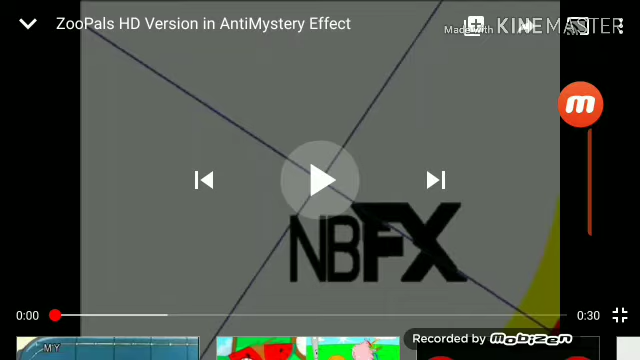 ZooPals HD Version in AntiMystery Effect
Made with KINEMASTER
m
NBFX
0:00
0:30
Recorded by mobizen
MY